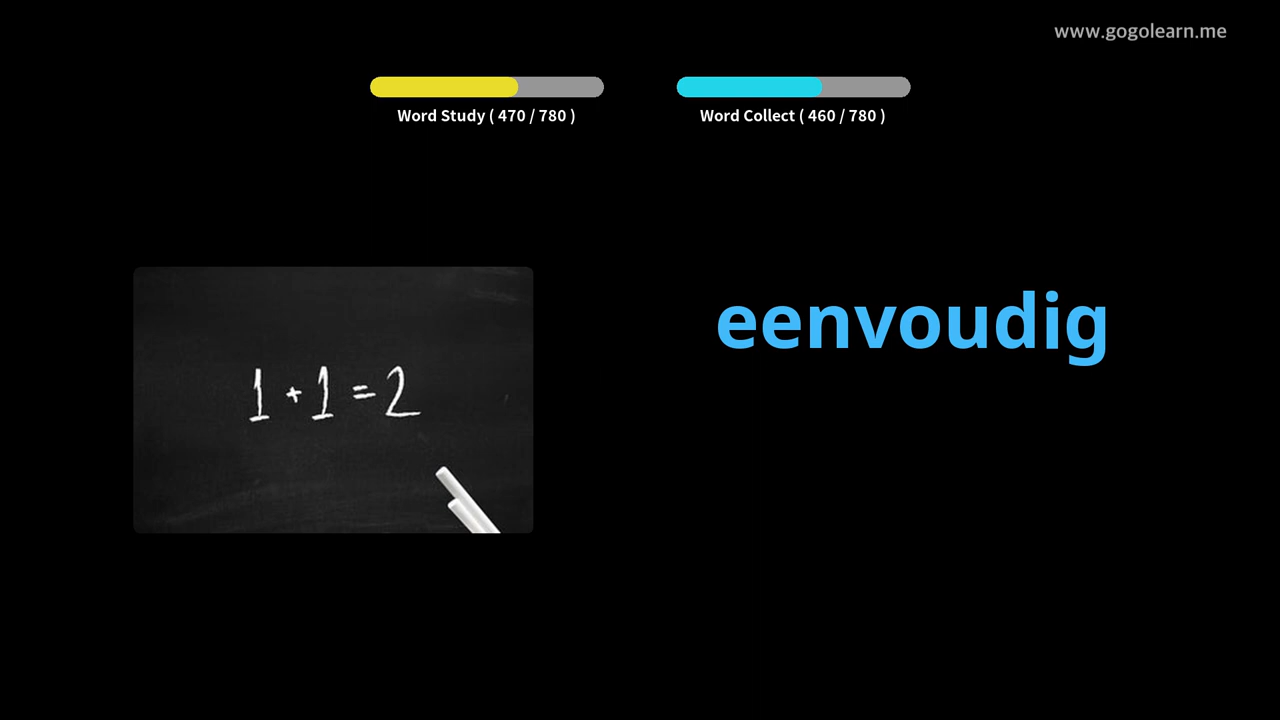 www.gogolearn.me
Word Study ( 470 / 780 )
Word Collect ( 460 / 780 )
eenvoudig
1 + 1 = 2